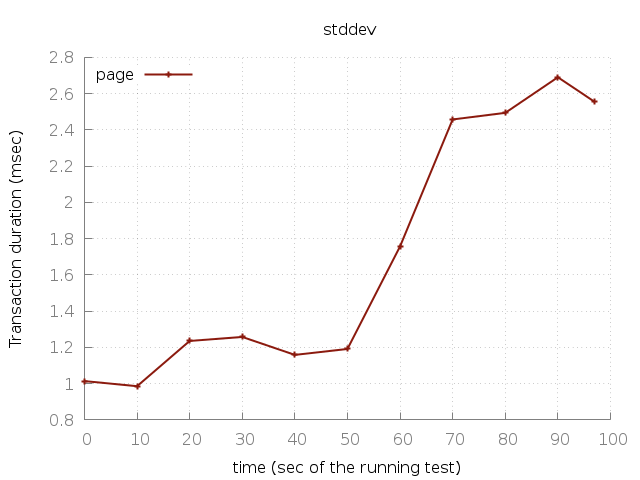 stddev
2.8
page
2.6
2.4
2.2
2
1.8
1.6
1.4
1.2
1
0.8
Transaction duration (msec)
0 10 20 30 40 50 60 70 80 90 100
time (sec of the running test)